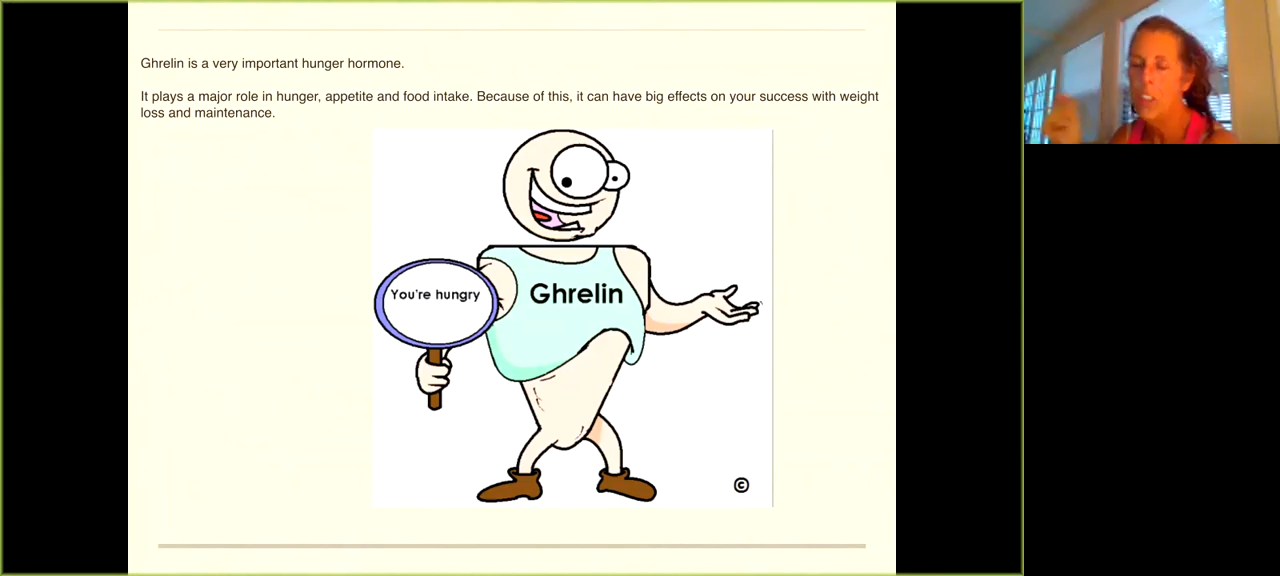 Ghrelin is a very important hunger hormone.
It plays a major role in hunger, appetite and food intake. Because of this, it can have big effects on your success with weight
loss and maintenance.
You're hungry
Ghrelin
©